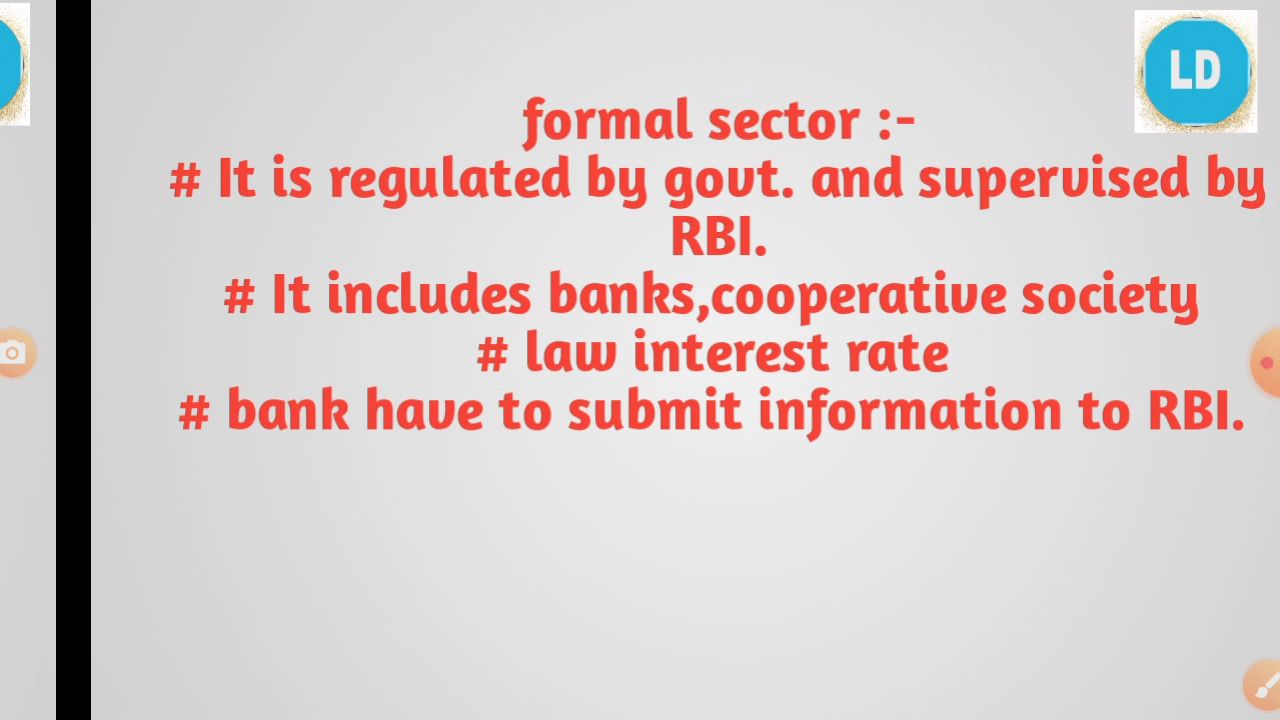 LD
formal sector :-
# It is regulated by govt. and supervised by
RBI.
# It includes banks,cooperative society
# law interest rate
# bank have to submit information to RBI.